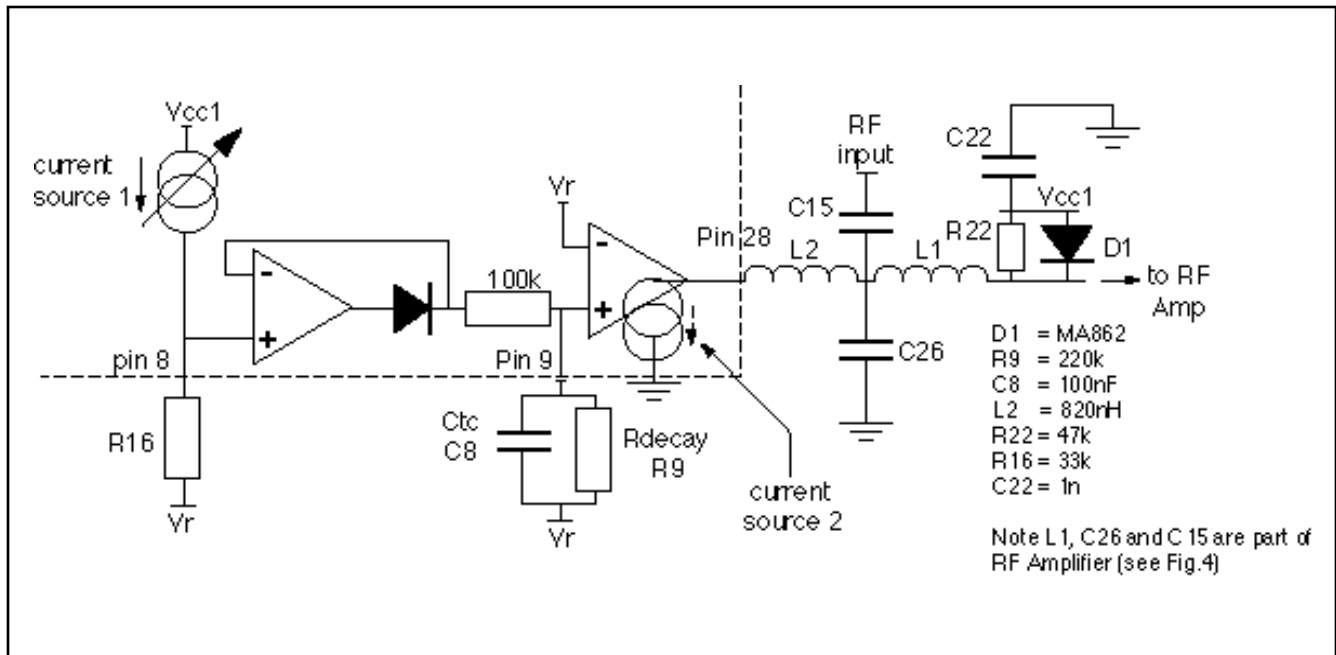 Vcc1
current
source 1
pin 8
R16
Vr
-
+
100k
Pin 9
Ctc
C8
Rdecay
R9
Vr
Vr
-
+
current
source 2
Pin 28
L2
RF
input
C15
L1
C26
C22
Vcc1
R22
D1
to RF
Amp
D1 = MA862
R9 = 220k
C8 = 100nF
L2 = 820nH
R22 = 47k
R16 = 33k
C22 = 1n
Note L1, C26 and C15 are part of
RF Amplifier (see Fig.4)